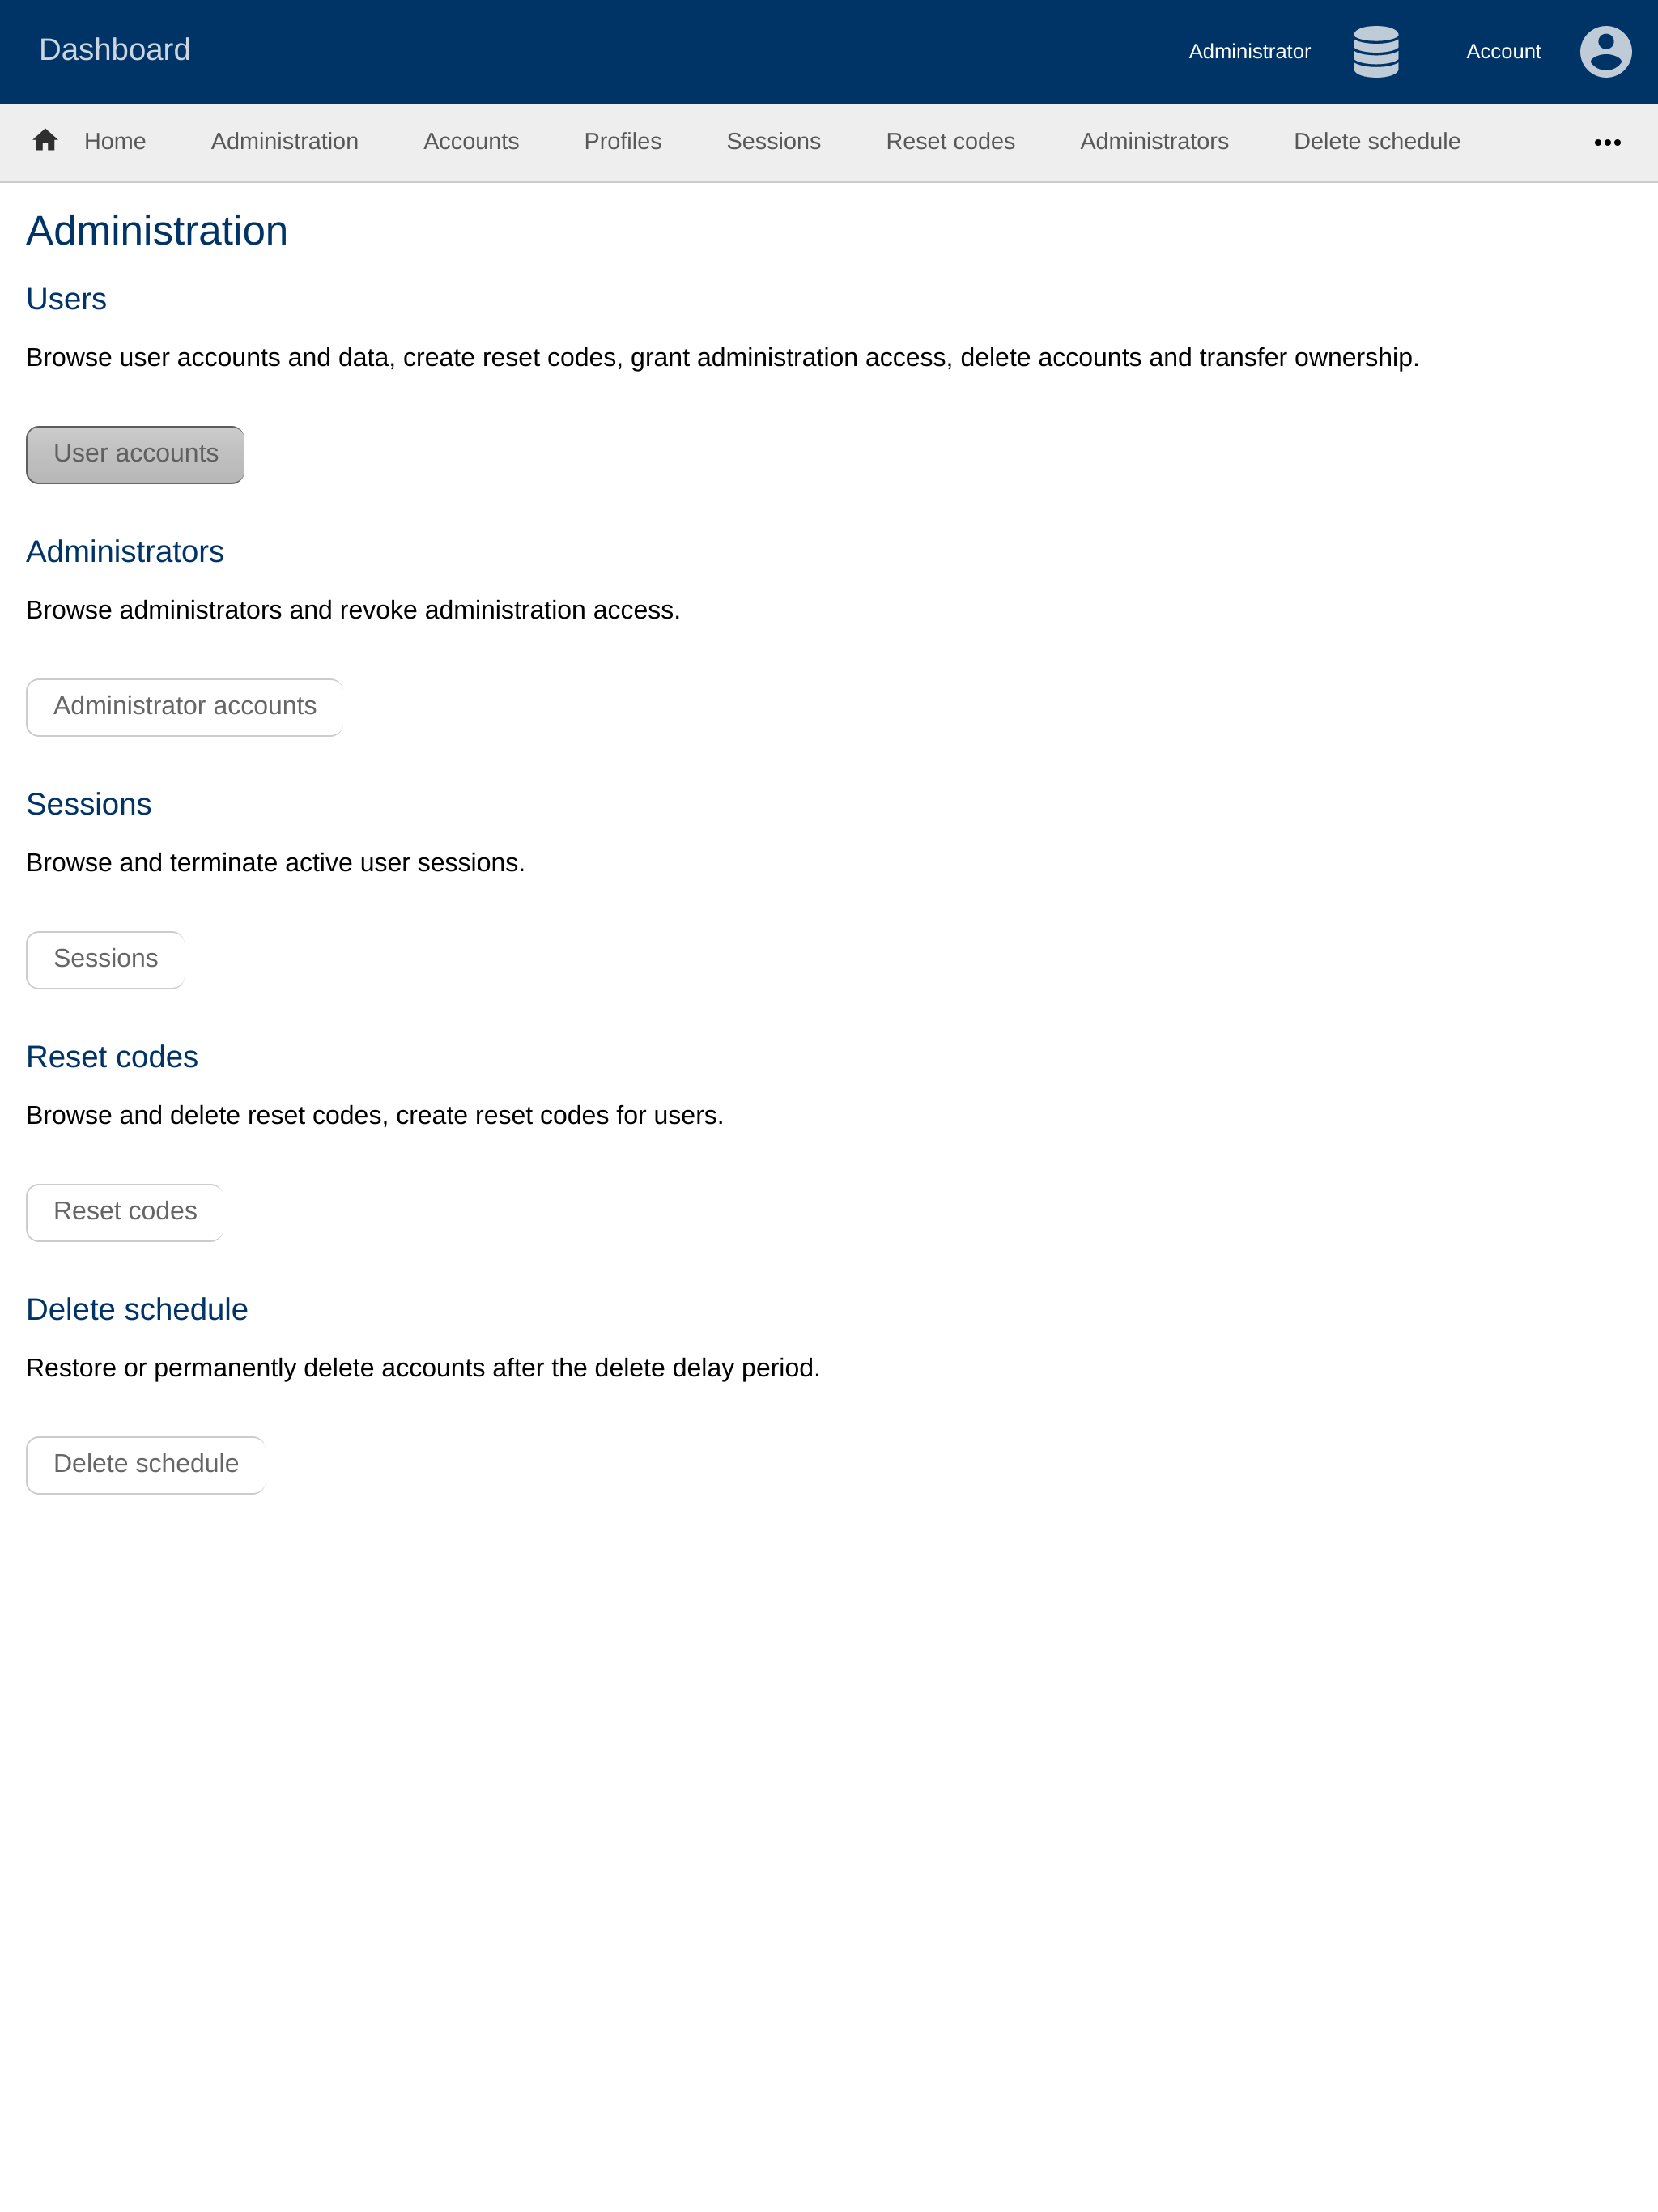 Dashboard
Administrator
Account
Home Administration Accounts Profiles Sessions Reset codes Administrators Delete schedule •••
Administration
Users
Browse user accounts and data, create reset codes, grant administration access, delete accounts and transfer ownership.
User accounts
Administrators
Browse administrators and revoke administration access.
Administrator accounts
Sessions
Browse and terminate active user sessions.
Sessions
Reset codes
Browse and delete reset codes, create reset codes for users.
Reset codes
Delete schedule
Restore or permanently delete accounts after the delete delay period.
Delete schedule